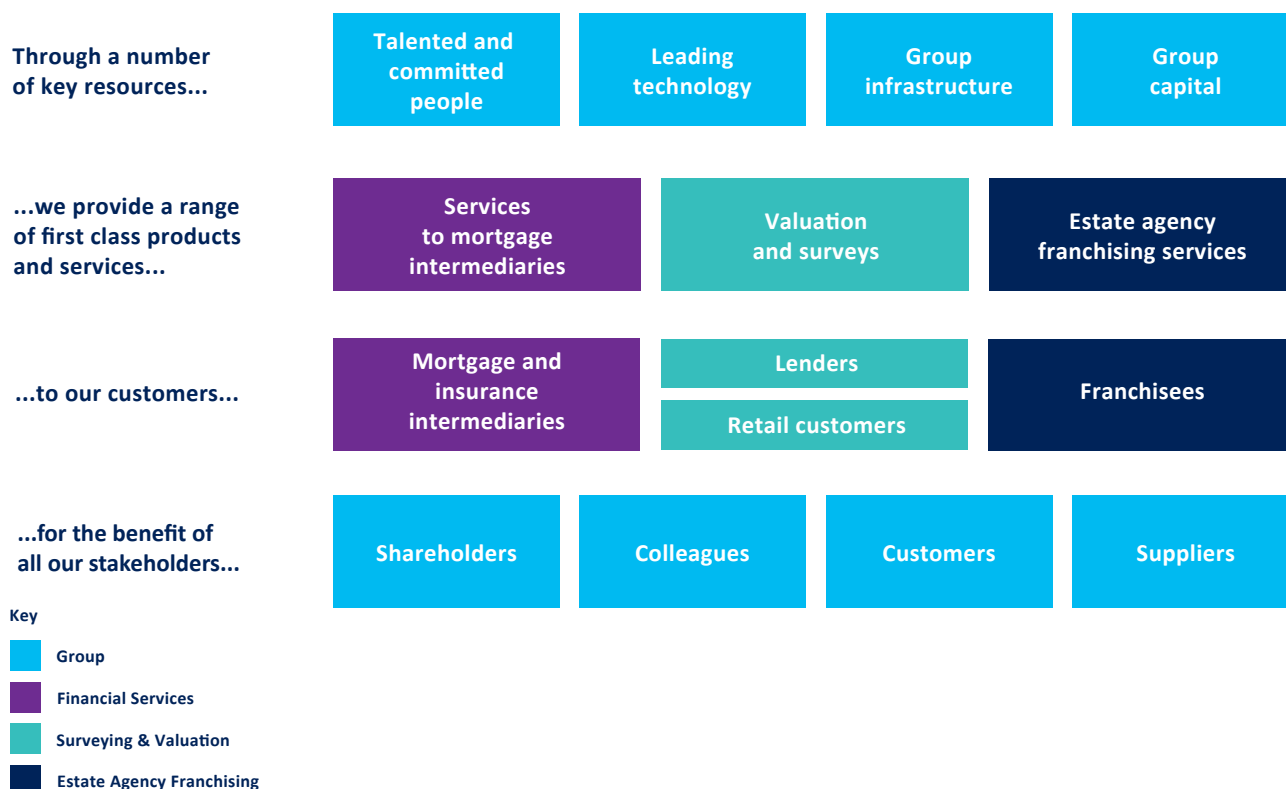 Through a number
of key resources...
Talented and
committed
people
Leading
technology
Group
infrastructure
Group
capital
...we provide a range
of first class products
and services...
Services
to mortgage
intermediaries
Valuation
and surveys
Estate agency
franchising services
...to our customers...
Mortgage and
insurance
intermediaries
Lenders
Retail customers
Franchisees
...for the benefit of
all our stakeholders...
Shareholders
Colleagues
Customers
Suppliers
Key
Group
Financial Services
Surveying & Valuation
Estate Agency Franchising